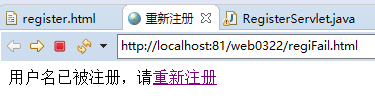 register.html 重新注册 RegisterServlet.java
http://localhost:81/web0322/regiFail.html
用户名已被注册，请重新注册